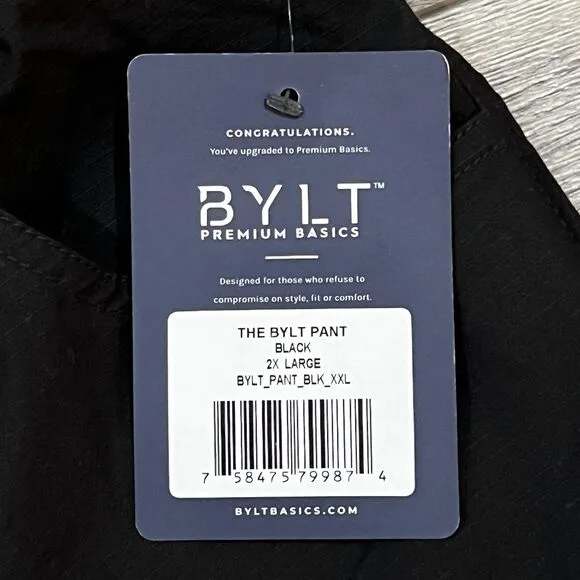 CONGRATULATIONS.
You've upgraded to Premium Basics.
BYLT™
PREMIUM BASICS
Designed for those who refuse to
compromise on style, fit or comfort.
THE BYLT PANT
BLACK
2X LARGE
BYLT_PANT_BLK_XXL
7 58475 79987 4
BYLTBASICS.COM